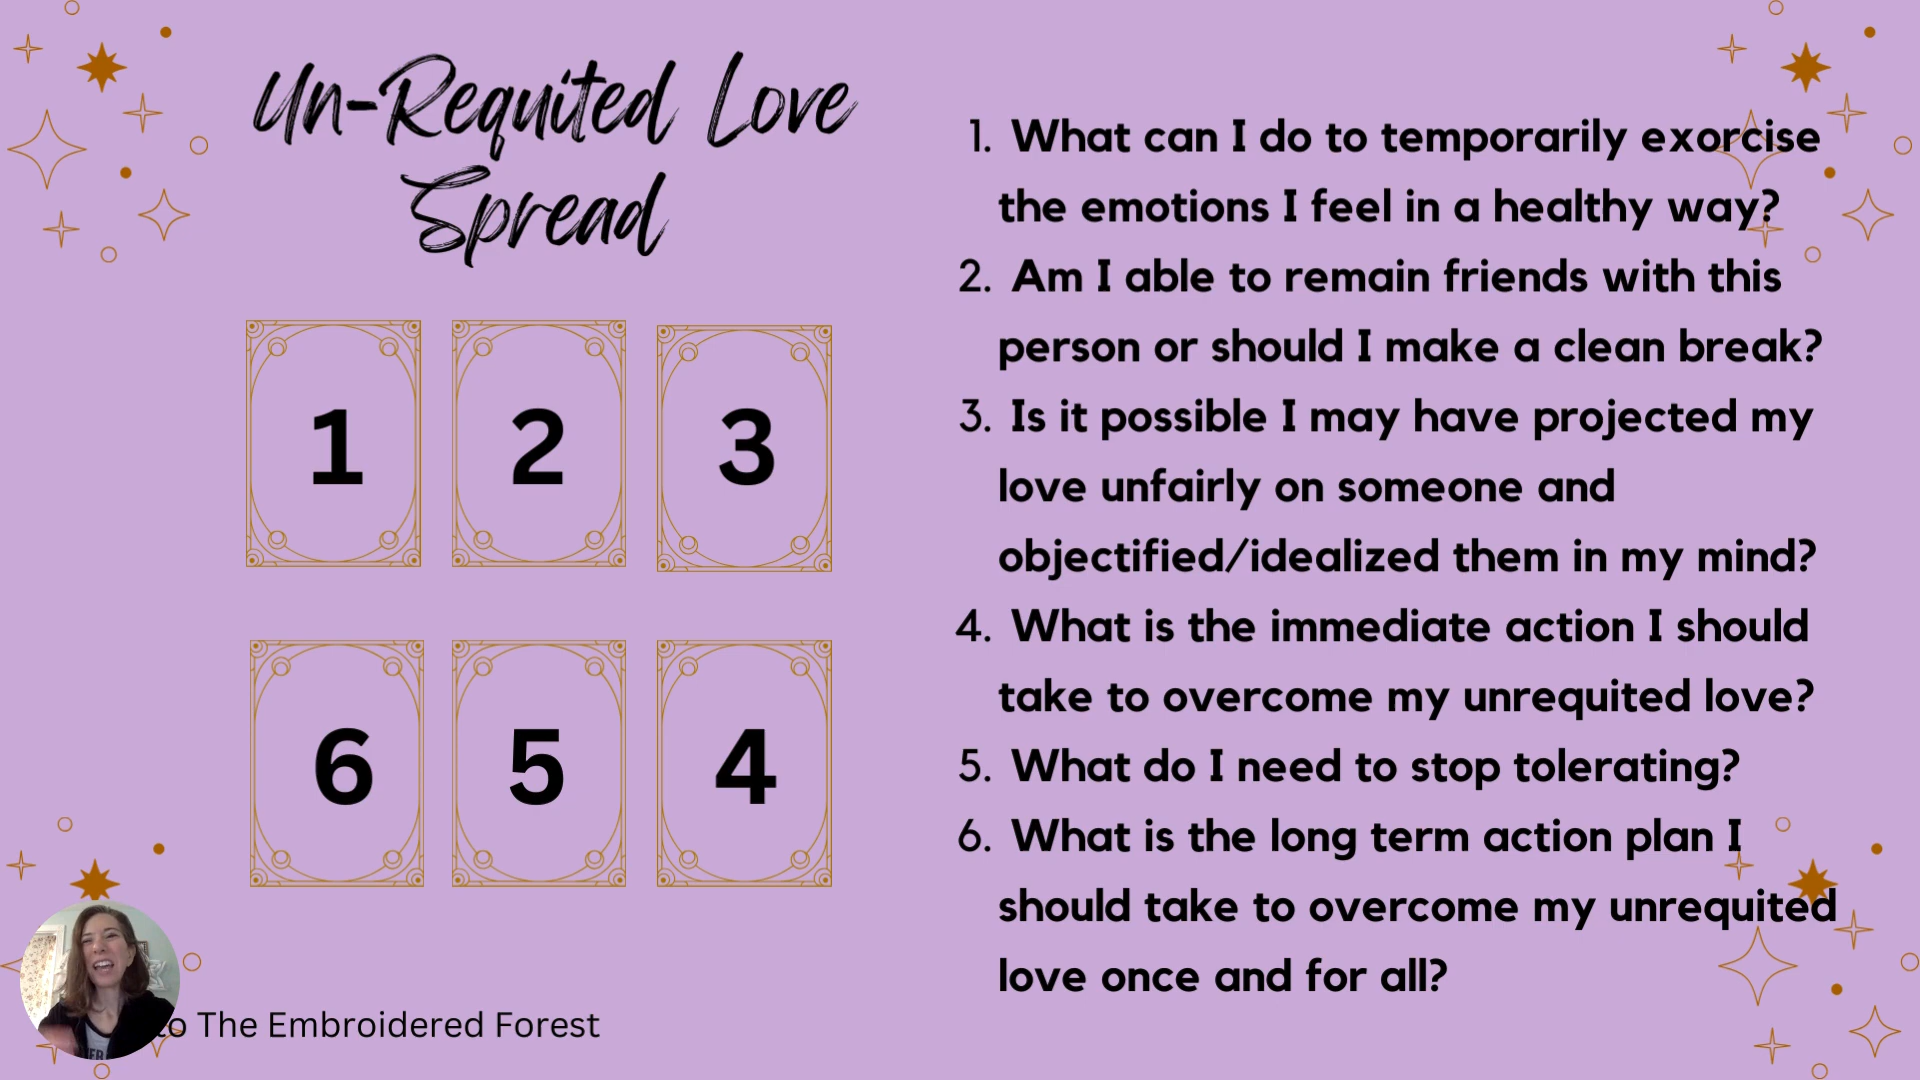 Un-Requited Love
Spread
1
2
3
6
5
4
1. What can I do to temporarily exorcise
the emotions I feel in a healthy way?
2. Am I able to remain friends with this
person or should I make a clean break?
3. Is it possible I may have projected my
love unfairly on someone and
objectified/idealized them in my mind?
4. What is the immediate action I should
take to overcome my unrequited love?
5. What do I need to stop tolerating?
6. What is the long term action plan I
should take to overcome my unrequited
love once and for all?
The Embroidered Forest